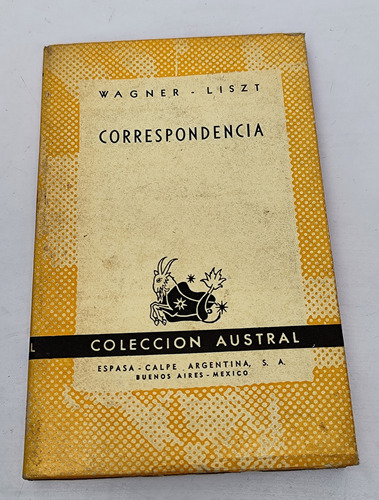 WAGNER - LISZT
CORRESPONDENCIA
L COLECCION AUSTRAL
ESPASA - CALPE ARGENTINA, S. A.
BUENOS AIRES - MEXICO